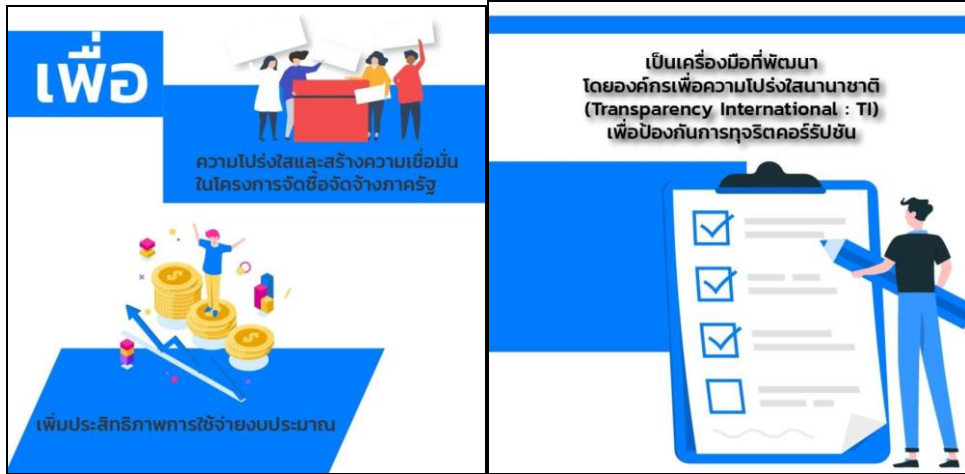 เพื่อ
ความโปร่งใสและสร้างความเชื่อมั่น
ในโครงการจัดซื้อจัดจ้างภาครัฐ
เพิ่มประสิทธิภาพการใช้จ่ายงบประมาณ
เป็นเครื่องมือที่พัฒนา
โดยองค์กรเพื่อความโปร่งใสนานาชาติ
(Transparency International : TI)
เพื่อป้องกันการทุจริตคอร์รัปชัน